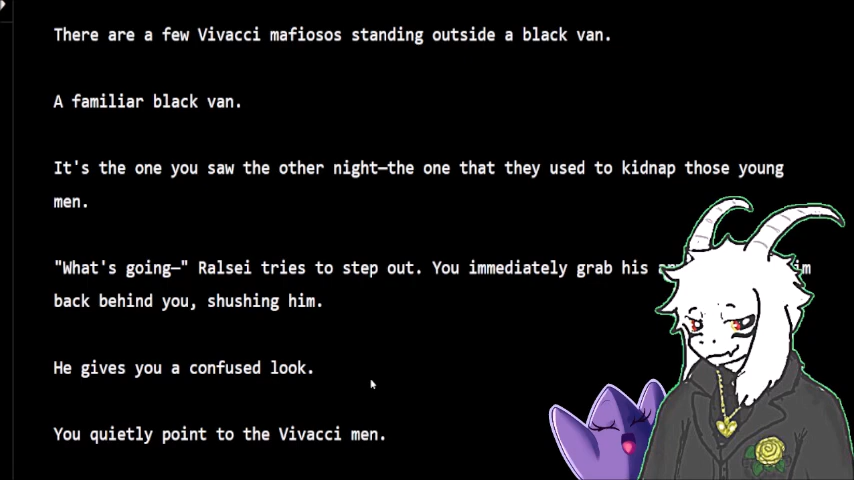 There are a few Vivacci mafiosos standing outside a black van.
A familiar black van.
It's the one you saw the other night—the one that they used to kidnap those young
men.
"What's going—" Ralsei tries to step out. You immediately grab his
back behind you, shushing him.
He gives you a confused look.
You quietly point to the Vivacci men.